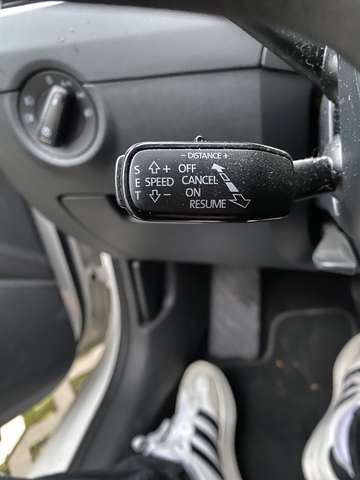 - DISTANCE +
S + OFF
E SPEED CANCEL
T - ON
RESUME